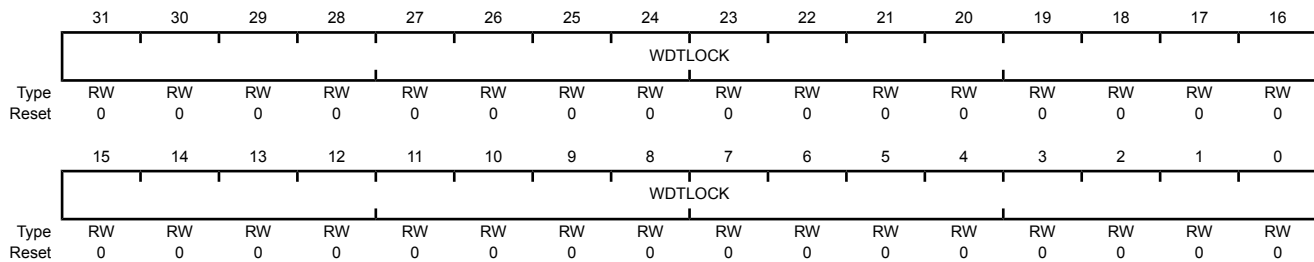 31 30 29 28 27 26 25 24 23 22 21 20 19 18 17 16
WDTLOCK
Type RW RW RW RW RW RW RW RW RW RW RW RW RW RW RW RW
Reset 0 0 0 0 0 0 0 0 0 0 0 0 0 0 0 0
15 14 13 12 11 10 9 8 7 6 5 4 3 2 1 0
WDTLOCK
Type RW RW RW RW RW RW RW RW RW RW RW RW RW RW RW RW
Reset 0 0 0 0 0 0 0 0 0 0 0 0 0 0 0 0